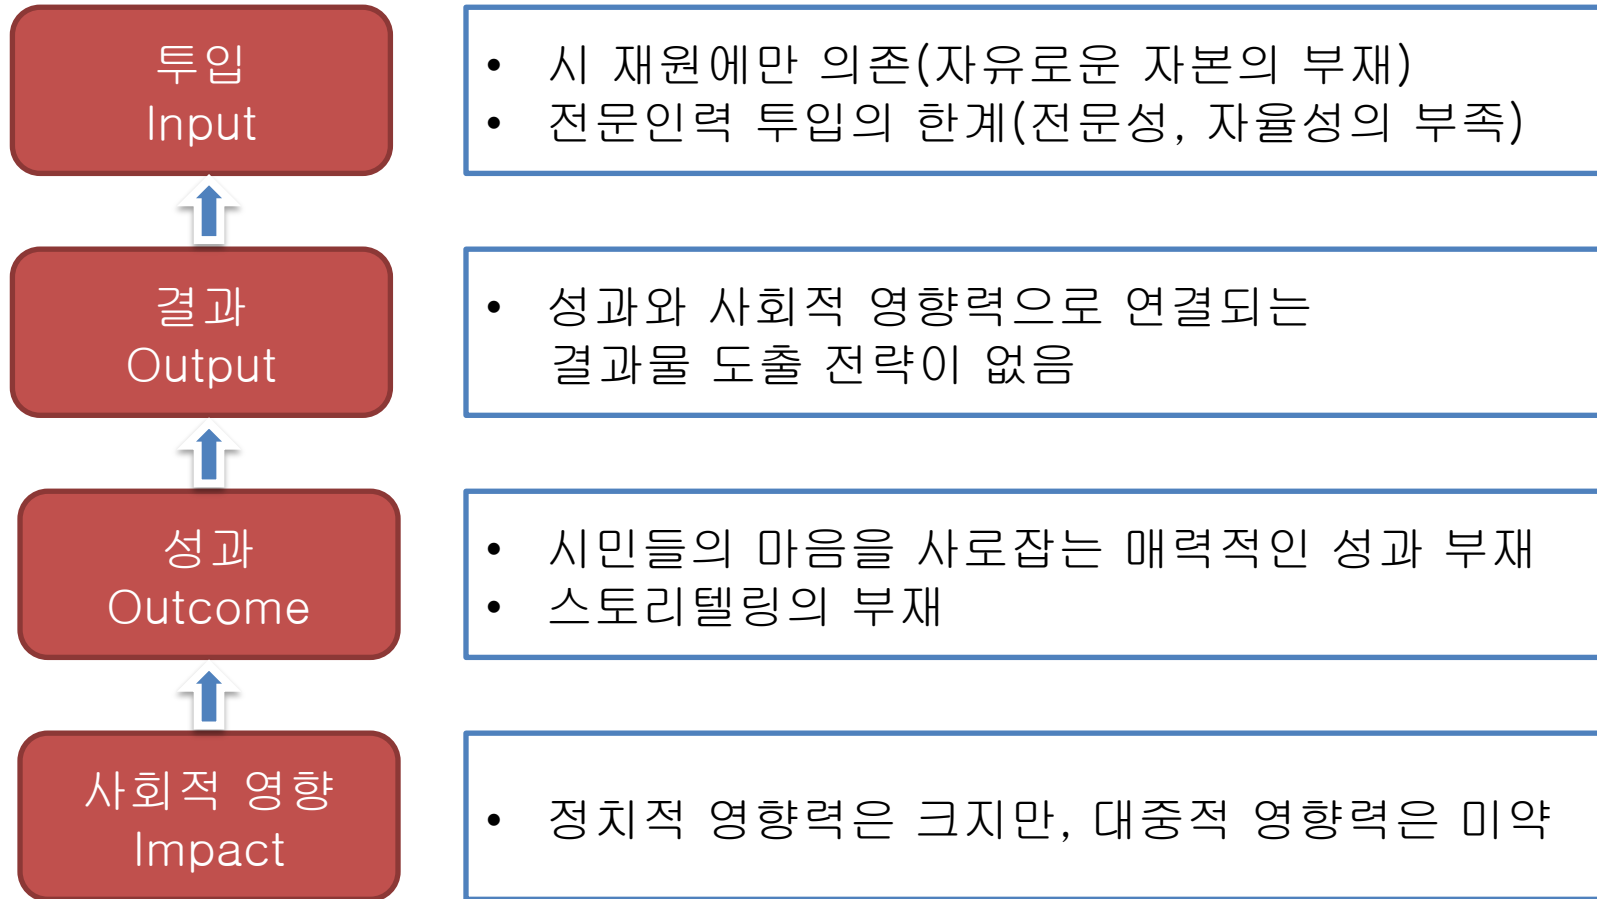 투입
Input
• 시 재원에만 의존(자유로운 자본의 부재)
• 전문인력 투입의 한계(전문성, 자율성의 부족)
결과
Output
• 성과와 사회적 영향력으로 연결되는
결과물 도출 전략이 없음
성과
Outcome
• 시민들의 마음을 사로잡는 매력적인 성과 부재
• 스토리텔링의 부재
사회적 영향
Impact
• 정치적 영향력은 크지만, 대중적 영향력은 미약